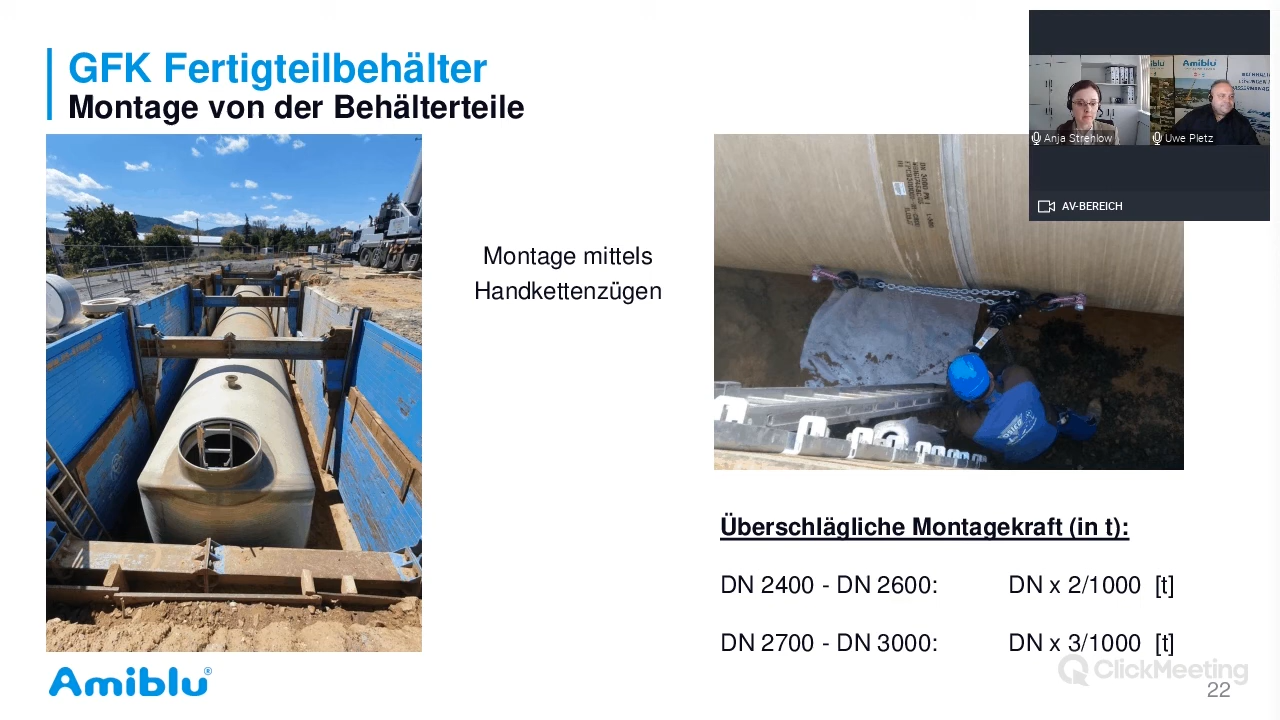 GFK Fertigteilbehälter
Montage von der Behälterteile
Amiblu
Anja Strehlow
Uwe Pletz
AV-BEREICH
Montage mittels
Handkettenzügen
Überschlägliche Montagekraft (in t):
DN 2400 - DN 2600: DN x 2/1000 [t]
DN 2700 - DN 3000: DN x 3/1000 [t]
Amiblu®
ClickMeeting
22